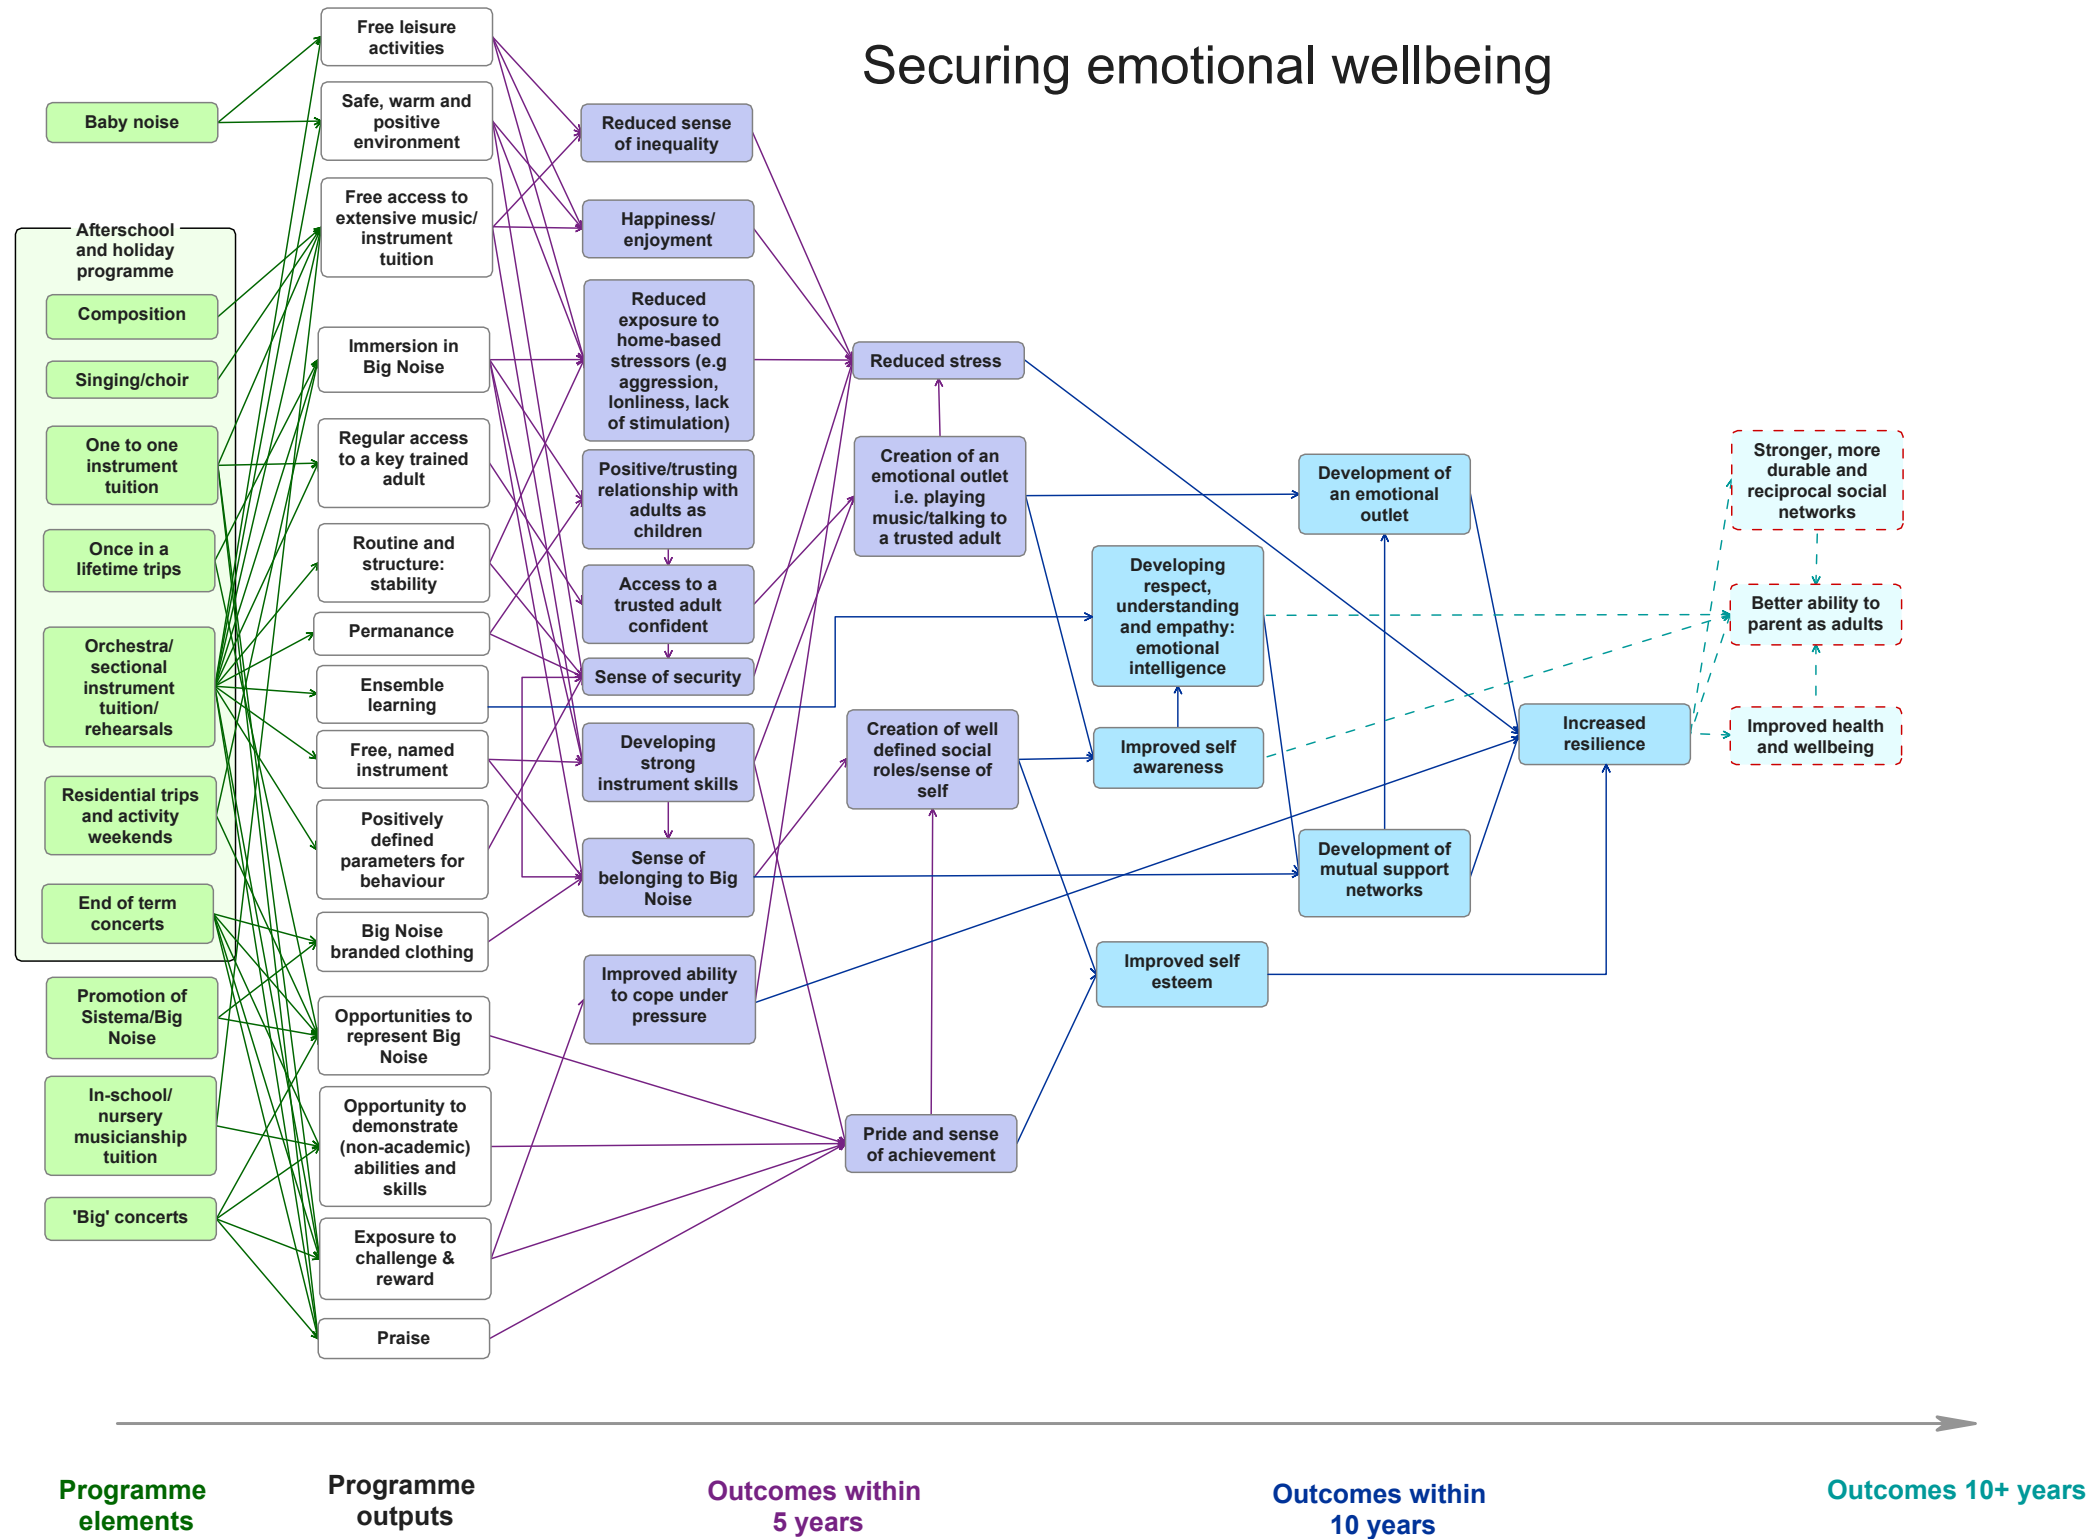 Securing emotional wellbeing
Baby noise
Afterschool
and holiday
programme
Composition
Singing/choir
One to one
instrument
tuition
Once in a
lifetime trips
Orchestra/
sectional
instrument
tuition/
rehearsals
Residential trips
and activity
weekends
End of term
concerts
Promotion of
Sistema/Big
Noise
In-school/
nursery
musicianship
tuition
'Big' concerts
Free leisure
activities
Safe, warm and
positive
environment
Free access to
extensive music/
instrument
tuition
Immersion in
Big Noise
Regular access
to a key trained
adult
Routine and
structure:
stability
Permanance
Ensemble
learning
Free, named
instrument
Positively
defined
parameters for
behaviour
Big Noise
branded clothing
Opportunities to
represent Big
Noise
Opportunity to
demonstrate
(non-academic)
abilities and
skills
Exposure to
challenge &
reward
Praise
Reduced sense
of inequality
Happiness/
enjoyment
Reduced
exposure to
home-based
stressors (e.g
aggression,
lonliness, lack
of stimulation)
Positive/trusting
relationship with
adults as
children
Access to a
trusted adult
confident
Sense of security
Developing
strong
instrument skills
Sense of
belonging to Big
Noise
Improved ability
to cope under
pressure
Reduced stress
Creation of an
emotional outlet
i.e. playing
music/talking to
a trusted adult
Creation of well
defined social
roles/sense of
self
Pride and sense
of achievement
Developing
respect,
understanding
and empathy:
emotional
intelligence
Improved self
awareness
Improved self
esteem
Development of
an emotional
outlet
Development of
mutual support
networks
Increased
resilience
Stronger, more
durable and
reciprocal social
networks
Better ability to
parent as adults
Improved health
and wellbeing
Programme
elements
Programme
outputs
Outcomes within
5 years
Outcomes within
10 years
Outcomes 10+ years